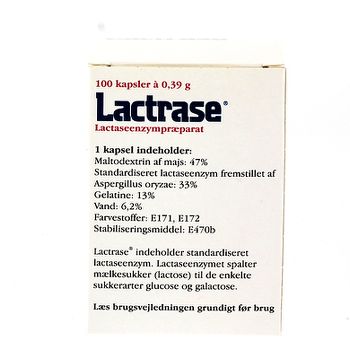 100 kapsler à 0,39 g
Lactrase®
Lactaseenzympræparat
1 kapsel indeholder:
Maltodextrin af majs: 47%
Standardiseret lactaseenzym fremstillet af
Aspergillus oryzae: 33%
Gelatine: 13%
Vand: 6,2%
Farvestoffer: E171, E172
Stabiliseringsmiddel: E470b
Lactrase® indeholder standardiseret
lactaseenzym. Lactaseenzymet spalter
mælkesukker (lactose) til de enkelte
sukkerarter glucose og galactose.
Læs brugsvejledningen grundigt før brug